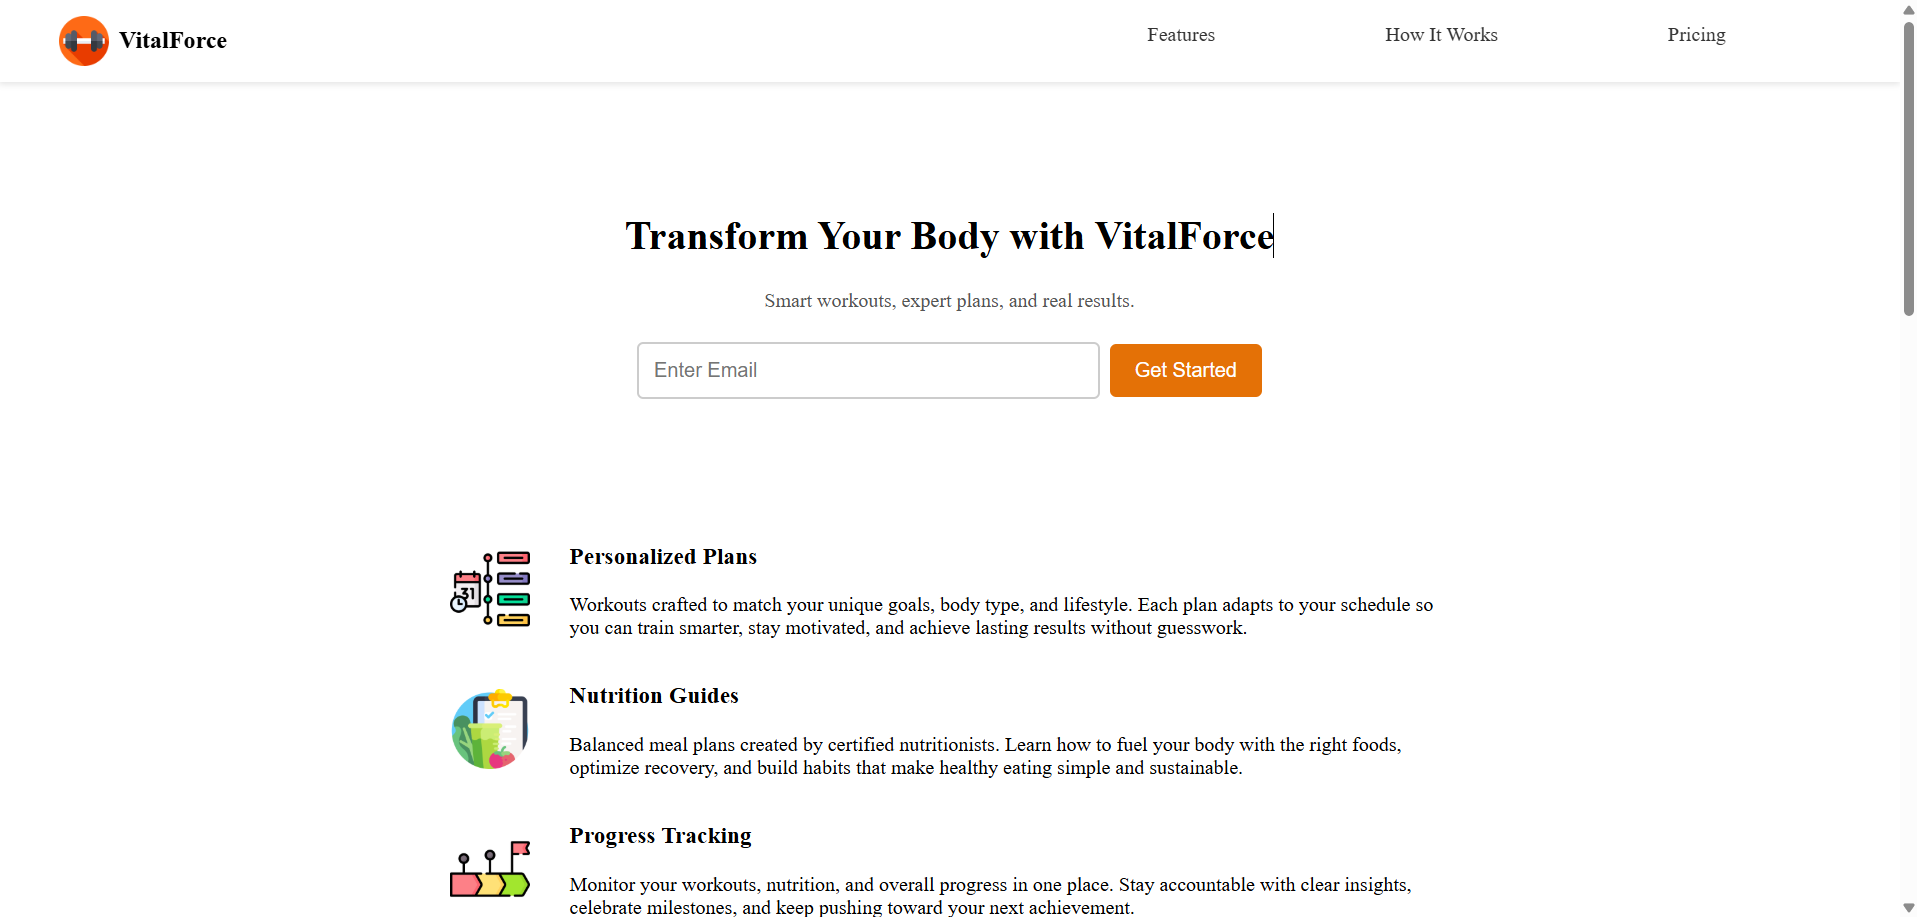 VitalForce
Features
How It Works
Pricing
Transform Your Body with VitalForce
Smart workouts, expert plans, and real results.
Enter Email
Get Started
31
Personalized Plans
Workouts crafted to match your unique goals, body type, and lifestyle. Each plan adapts to your schedule so
you can train smarter, stay motivated, and achieve lasting results without guesswork.
Nutrition Guides
Balanced meal plans created by certified nutritionists. Learn how to fuel your body with the right foods,
optimize recovery, and build habits that make healthy eating simple and sustainable.
Progress Tracking
Monitor your workouts, nutrition, and overall progress in one place. Stay accountable with clear insights,
celebrate milestones, and keep pushing toward your next achievement.